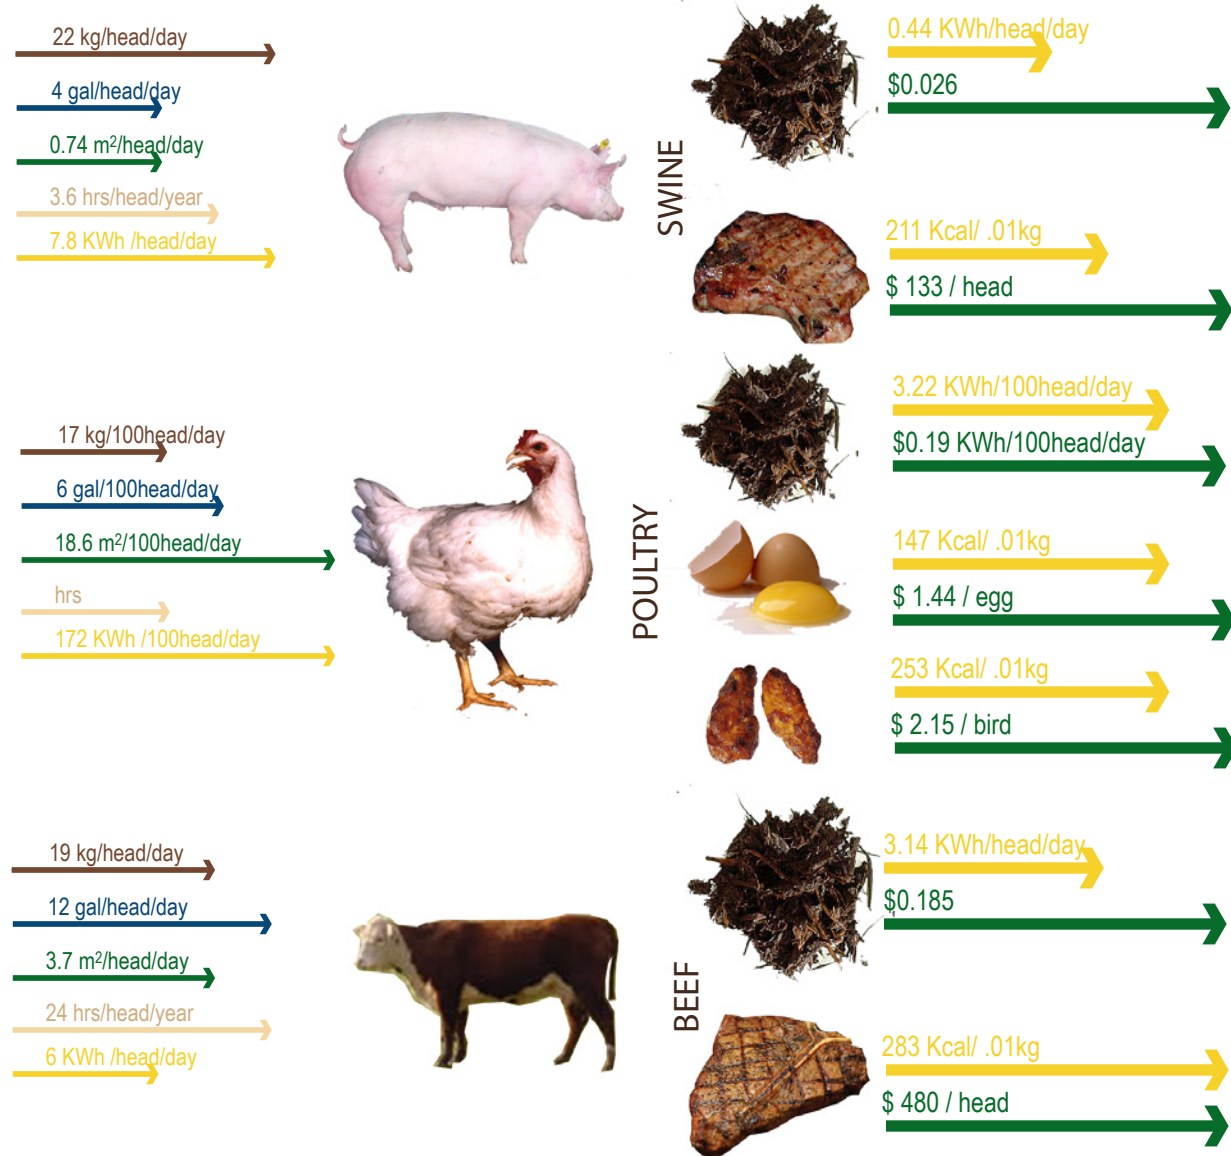 22 kg/head/day
4 gal/head/day
0.74 m²/head/day
3.6 hrs/head/year
7.8 KWh /head/day
SWINE
0.44 KWh/head/day
$0.026
211 Kcal/ .01kg
$ 133 / head
17 kg/100head/day
6 gal/100head/day
18.6 m²/100head/day
hrs
172 KWh /100head/day
POULTRY
3.22 KWh/100head/day
$0.19 KWh/100head/day
147 Kcal/ .01kg
$ 1.44 / egg
253 Kcal/ .01kg
$ 2.15 / bird
19 kg/head/day
12 gal/head/day
3.7 m²/head/day
24 hrs/head/year
6 KWh /head/day
BEEF
3.14 KWh/head/day
$0.185
283 Kcal/ .01kg
$ 480 / head